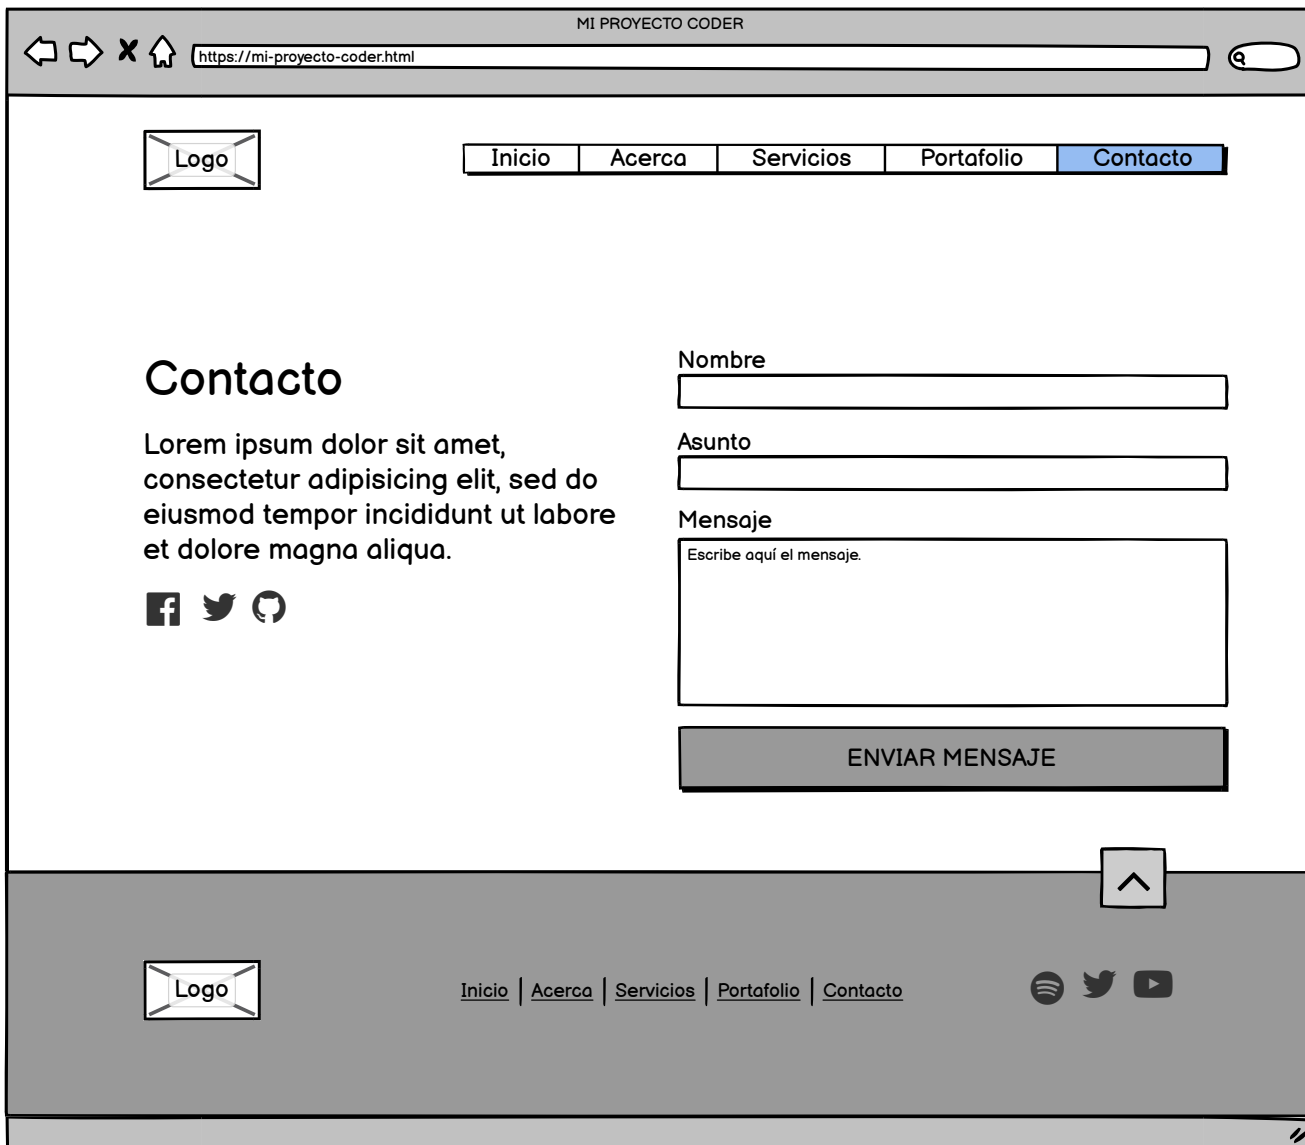 MI PROYECTO CODER
https://mi-proyecto-coder.html
Logo
Inicio
Acerca
Servicios
Portafolio
Contacto
Contacto
Lorem ipsum dolor sit amet,
consectetur adipisicing elit, sed do
eiusmod tempor incididunt ut labore
et dolore magna aliqua.
Nombre
Asunto
Mensaje
Escribe aquí el mensaje.
ENVIAR MENSAJE
Logo
Inicio | Acerca | Servicios | Portafolio | Contacto